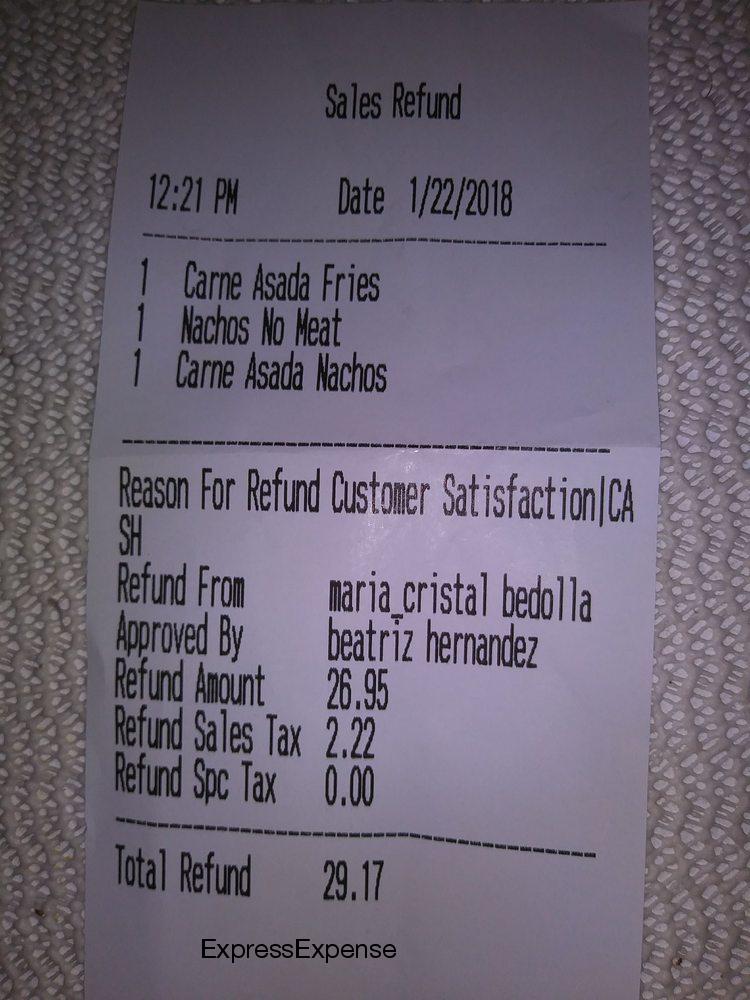 Sales Refund
12:21 PM Date 1/22/2018
1 Carne Asada Fries
1 Nachos No Meat
1 Carne Asada Nachos
Reason For Refund Customer Satisfaction|CA
SH
Refund From maria_cristal bedolla
Approved By beatriz hernandez
Refund Amount 26.95
Refund Sales Tax 2.22
Refund Spc Tax 0.00
Total Refund 29.17
ExpressExpense